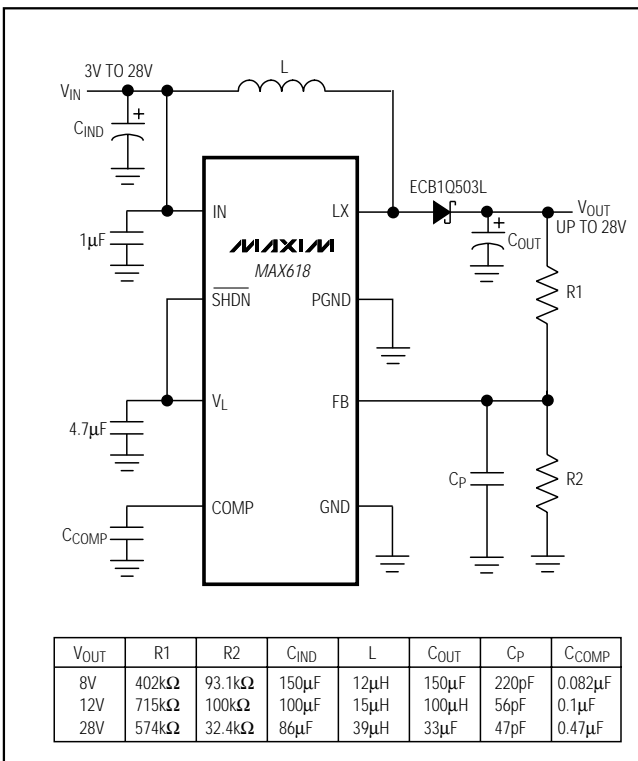 3V TO 28V
L
VIN
CIND
ECB1Q503L
IN
LX
VOUT
UP TO 28V
COUT
1µF
MAXIM
MAX618
R1
SHDN
PGND
VL
FB
4.7µF
CP
R2
COMP
GND
CCOMP
VOUT R1 R2 CIND L COUT CP CCOMP
8V 402kΩ 93.1kΩ 150µF 12µH 150µF 220pF 0.082µF
12V 715kΩ 100kΩ 100µF 15µH 100µH 56pF 0.1µF
28V 574kΩ 32.4kΩ 86µF 39µH 33µF 47pF 0.47µF